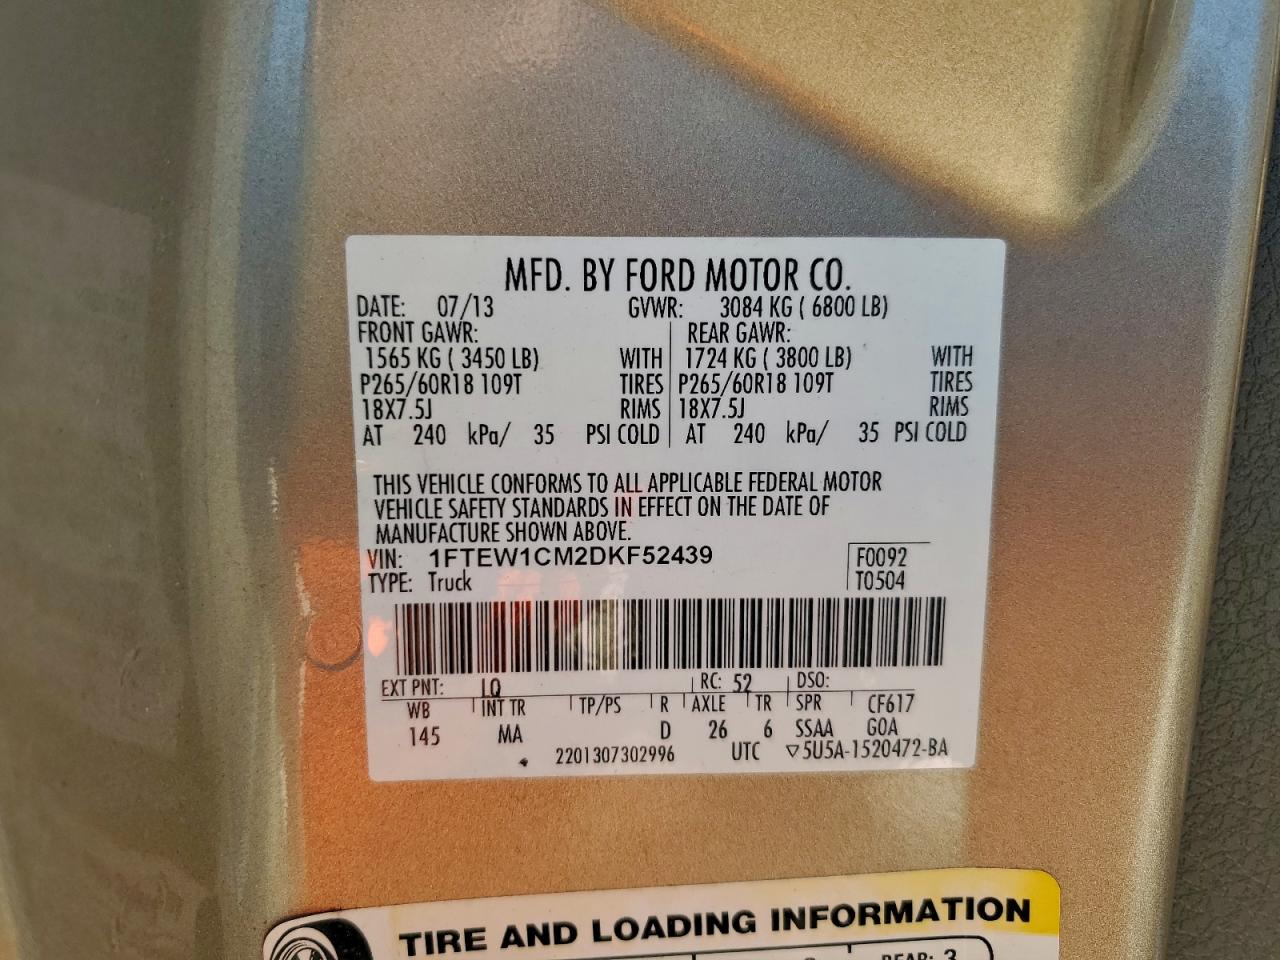 MFD. BY FORD MOTOR CO.
DATE: 07/13 GVWR: 3084 KG ( 6800 LB)
FRONT GAWR: REAR GAWR:
1565 KG ( 3450 LB) WITH 1724 KG ( 3800 LB) WITH
P265/60R18 109T TIRES P265/60R18 109T TIRES
18X7.5J RIMS 18X7.5J RIMS
AT 240 kPa/ 35 PSI COLD AT 240 kPa/ 35 PSI COLD
THIS VEHICLE CONFORMS TO ALL APPLICABLE FEDERAL MOTOR
VEHICLE SAFETY STANDARDS IN EFFECT ON THE DATE OF
MANUFACTURE SHOWN ABOVE.
VIN: 1FTEW1CM2DKF52439 F0092
TYPE: Truck T0504
EXT PNT: LQ RC: 52 DSO:
WB INT TR TP/PS R AXLE TR SPR CF617
145 MA D 26 6 SSAA GOA
2201307302996 UTC ▽5U5A-1520472-BA
TIRE AND LOADING INFORMATION
REAR: 3